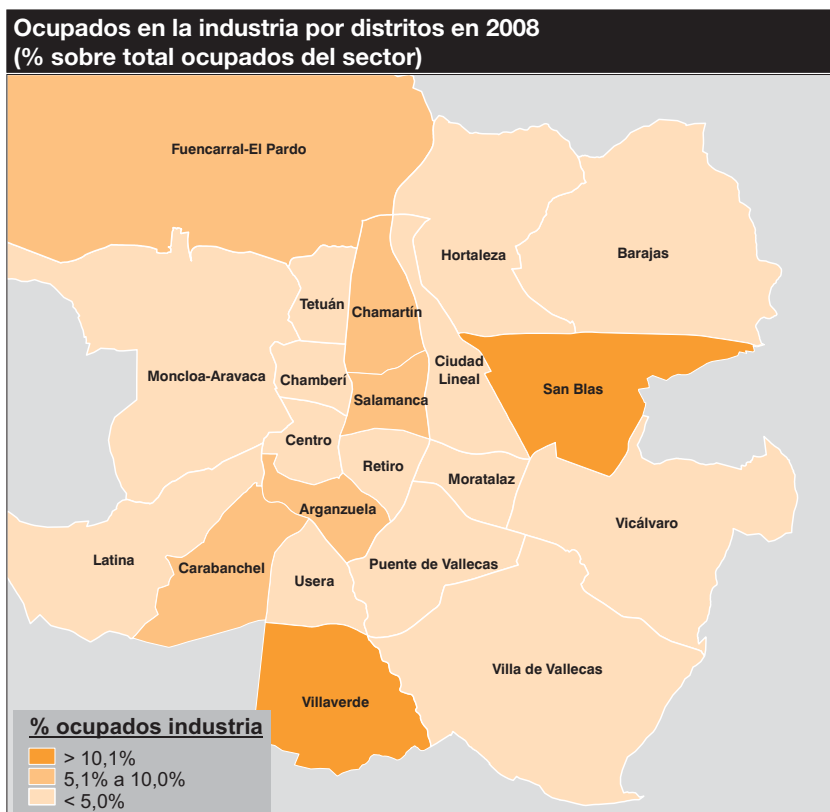 Ocupados en la industria por distritos en 2008
(% sobre total ocupados del sector)
Fuencarral-El Pardo
Hortaleza
Barajas
Tetuán
Chamartín
Moncloa-Aravaca
Chamberí
Ciudad
Lineal
San Blas
Salamanca
Centro
Retiro
Moratalaz
Arganzuela
Vicálvaro
Latina
Carabanchel
Usera
Puente de Vallecas
Villa de Vallecas
Villaverde
% ocupados industria
> 10,1%
5,1% a 10,0%
< 5,0%